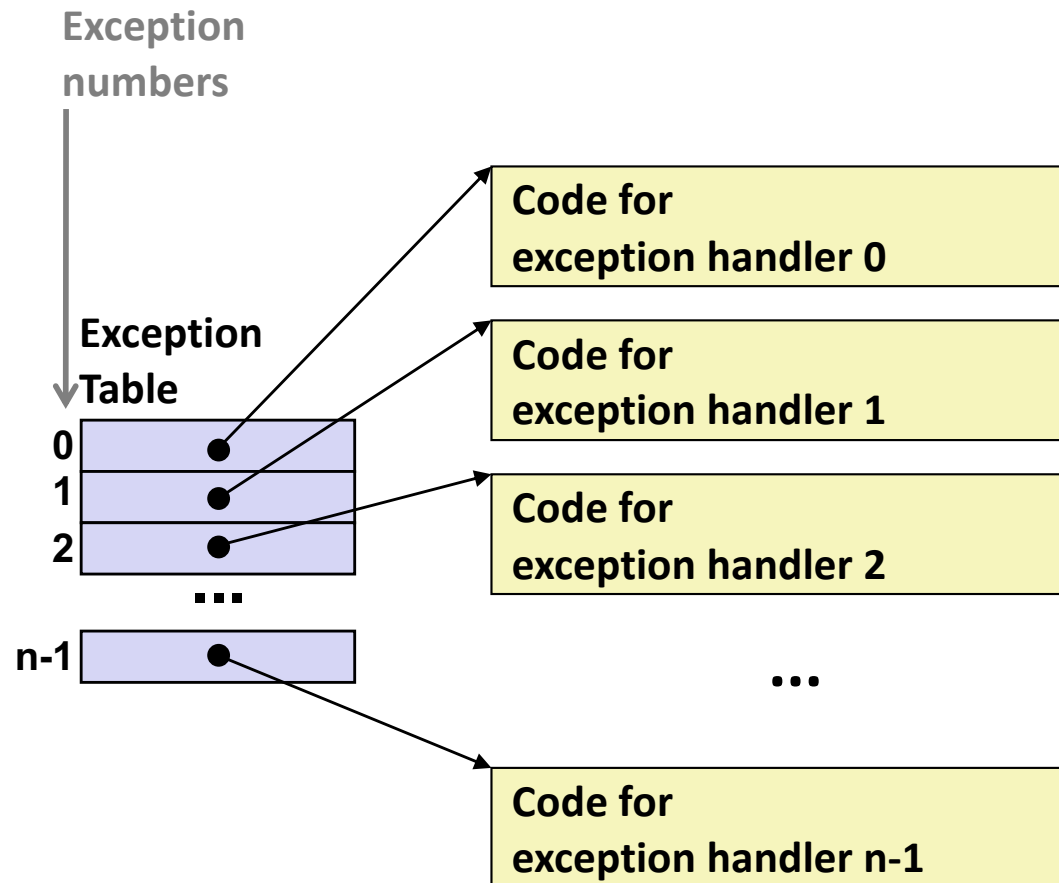 Exception
numbers
Code for
exception handler 0
Exception
Table
Code for
exception handler 1
0
1
2
...
n-1
Code for
exception handler 2
...
Code for
exception handler n-1